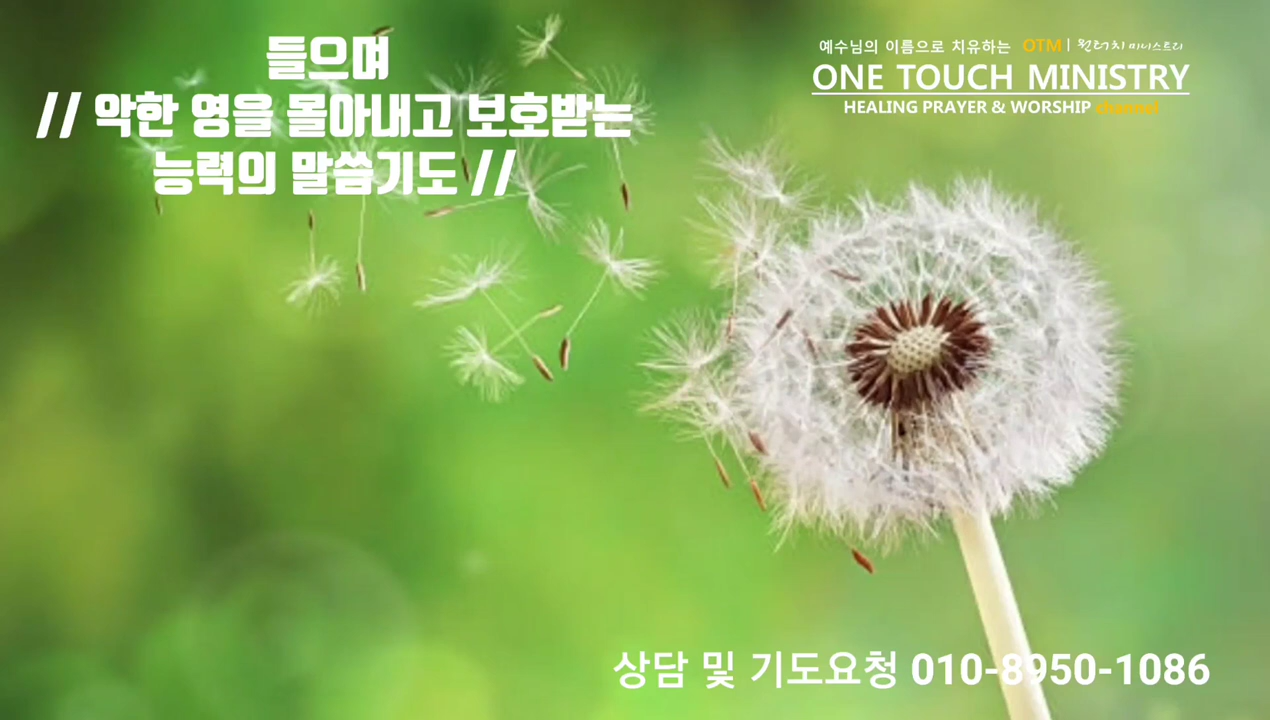 들으며
// 악한 영을 몰아내고 보호받는
능력의 말씀기도 //
예수님의 이름으로 치유하는 OTM | 원터치 미니스트리
ONE TOUCH MINISTRY
HEALING PRAYER & WORSHIP channel
상담 및 기도요청 010-8950-1086